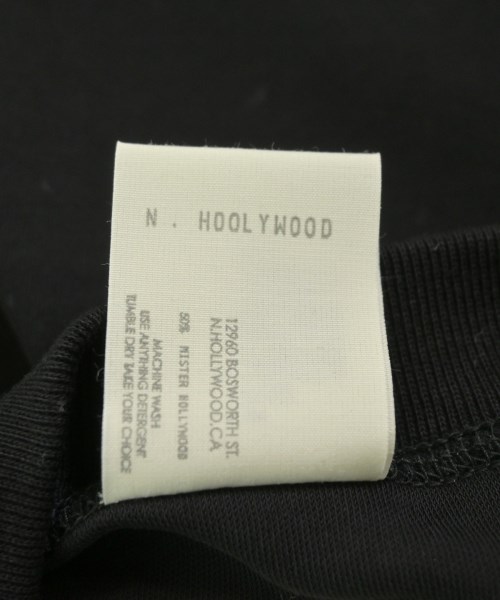 N. HOOLYWOOD
12960 BOSWORTH ST.
N.HOLLYWOOD.CA
50% MISTER HOLLYWOOD
MACHINE WASH
USE ANYTHING DETERGENT
TUMBLE DRY TAKE YOUR CHOICE